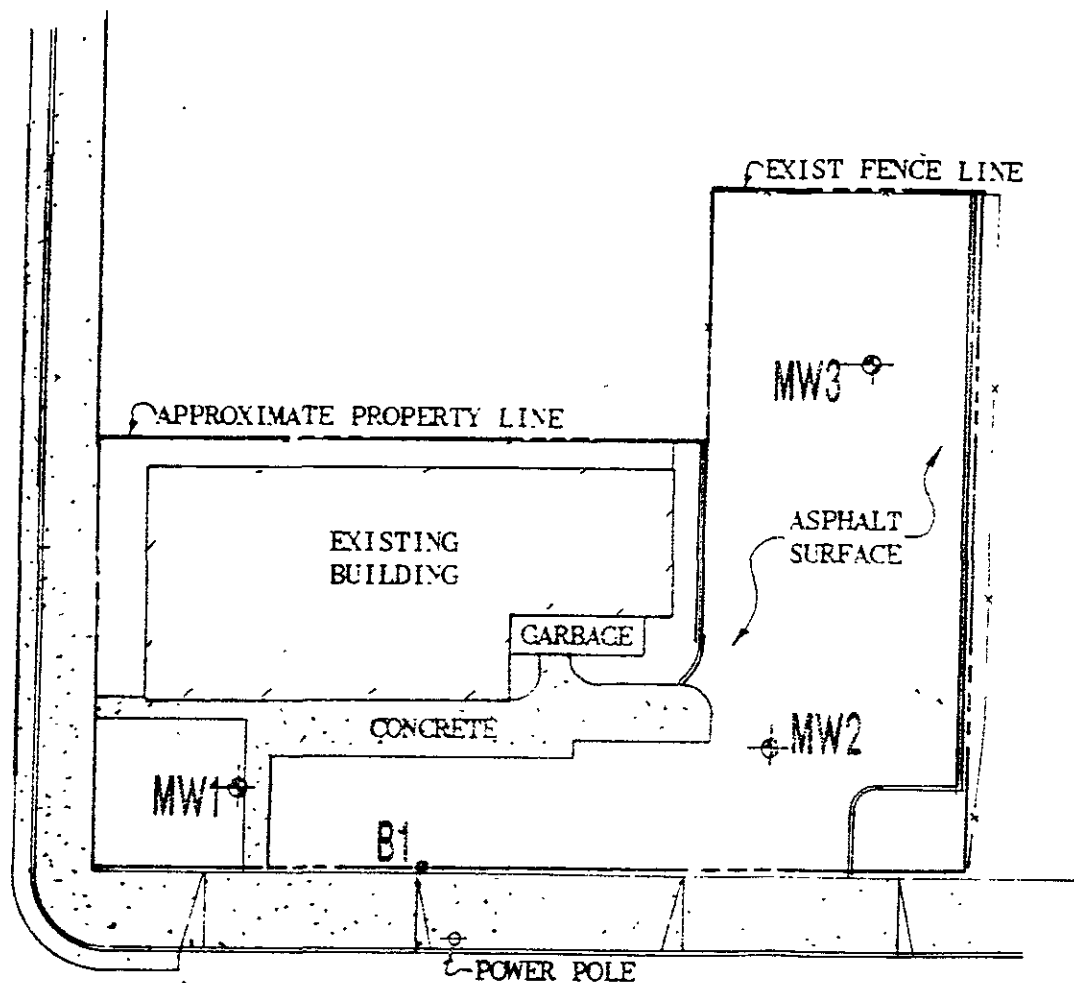 EXIST FENCE LINE
MW3
APPROXIMATE PROPERTY LINE
ASPHALT
SURFACE
EXISTING
BUILDING
GARBAGE
CONCRETE
MW2
MW1
B1
POWER POLE